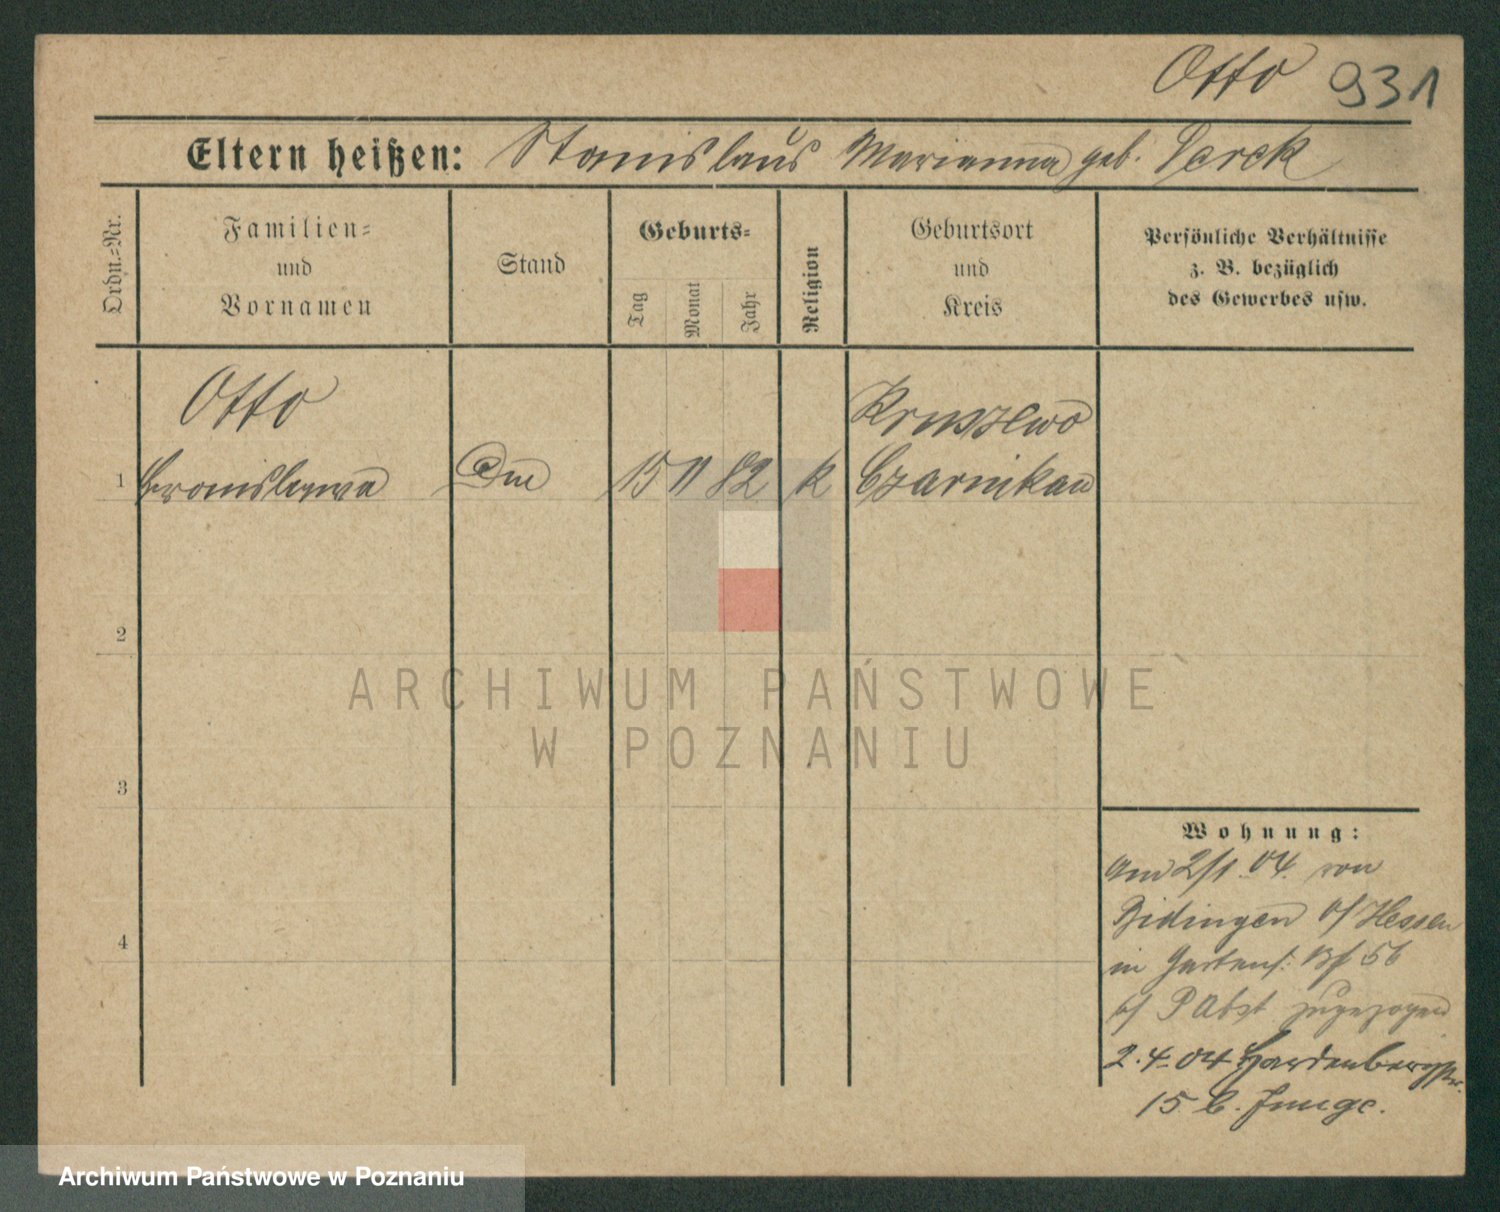 Otto 931
Eltern heißen: Stanislaus Marianna geb. Serek
Ordn.-Nr.
Familien-
und
Vornamen
Stand
Geburts-
Tag
Monat
Jahr
Religion
Geburtsort
und
Kreis
Persönliche Verhältnisse
z. B. bezüglich
des Gewerbes usw.
Otto
Kruszewo
1 Bronislawa 15 11 82 k Czarnikau
2
ARCHIWUM PAŃSTWOWE
W POZNANIU
3
4
Wohnung:
Am 2/1. 04. von
Bidingen b/ Hessen
in Gartenstr. 56
b/ Pabst zugezogen
2.4.04 Hardenbergstr.
15 b. Junge.
Archiwum Państwowe w Poznaniu